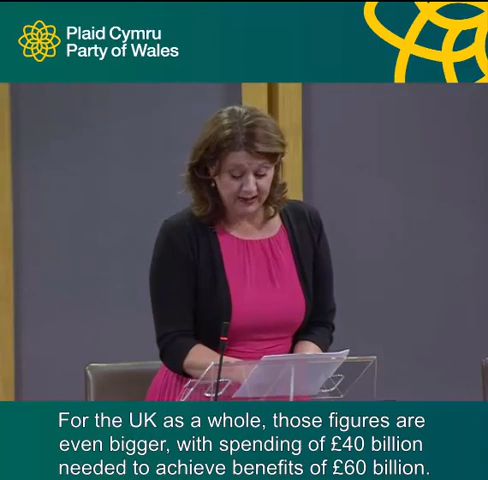 Plaid Cymru
Party of Wales
For the UK as a whole, those figures are
even bigger, with spending of £40 billion
needed to achieve benefits of £60 billion.